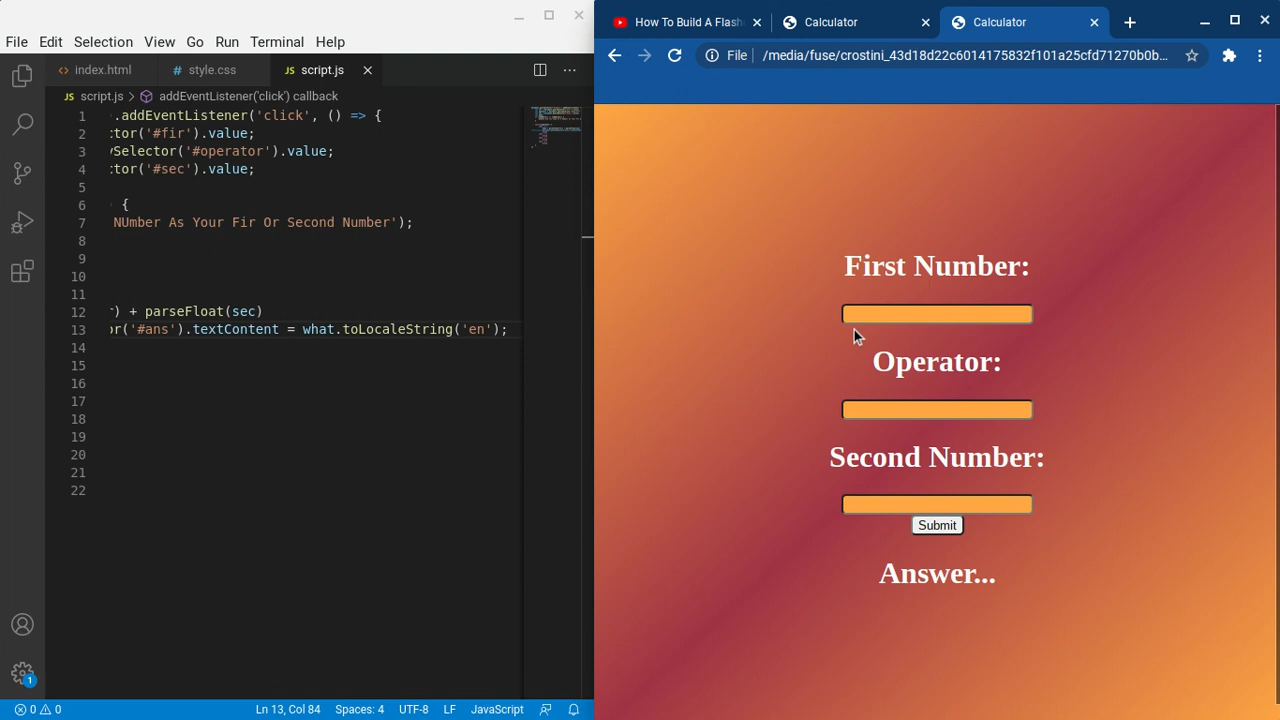 File Edit Selection View Go Run Terminal Help
index.html
style.css
JS script.js
JS script.js > addEventListener('click') callback
1 .addEventListener('click', () => {
2 tor('#fir').value;
3 ySelector('#operator').value;
4 tor('#sec').value;
5
6 {
7 NUmber As Your Fir Or Second Number');
8
9
10
11
12 ) + parseFloat(sec)
13 or('#ans').textContent = what.toLocaleString('en');
14
15
16
17
18
19
20
21
22
1
0 0 Ln 13, Col 84 Spaces: 4 UTF-8 LF JavaScript
How To Build A Flash
Calculator
Calculator
File /media/fuse/crostini_43d18d22c6014175832f101a25cfd71270b0b...
First Number:
Operator:
Second Number:
Submit
Answer...